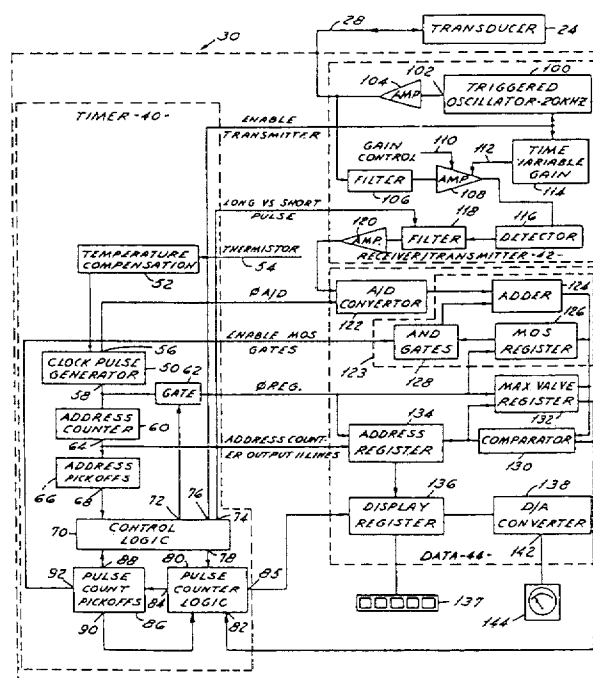 28
TRANSDUCER
24
30
100
102
104
AMP
TRIGGERED
OSCILLATOR-20KHZ
TIMER-40-
ENABLE
TRANSMITTER
GAIN
CONTROL
110
112
TIME
VARIABLE
GAIN
114
FILTER
106
AMP
108
LONG VS SHORT
PULSE
120
118
116
AMP.
FILTER
DETECTOR
RECEIVER/TRANSMITTER-42-
THERMISTOR
54
TEMPERATURE
COMPENSATION
52
ØA/D
A/D
CONVERTOR
122
ADDER
124
ENABLE MOS
GATES
AND
GATES
128
123
MOS
REGISTER
126
56
62
CLOCK PULSE
GENERATOR
50
58
GATE
ØREG.
MAX VALVE
REGISTER
132
ADDRESS
COUNTER
60
64
134
ADDRESS COUNT-
ER OUTPUT 11 LINES
ADDRESS
REGISTER
COMPARATOR
130
ADDRESS
PICKOFFS
66
68
72
76
74
136
138
70
CONTROL
LOGIC
DISPLAY
REGISTER
D/A
CONVERTER
142
88
80
78
DATA-44-
92
PULSE
COUNT
PICKOFFS
84
86
PULSE
COUNTER
LOGIC
85
82
90
137
144